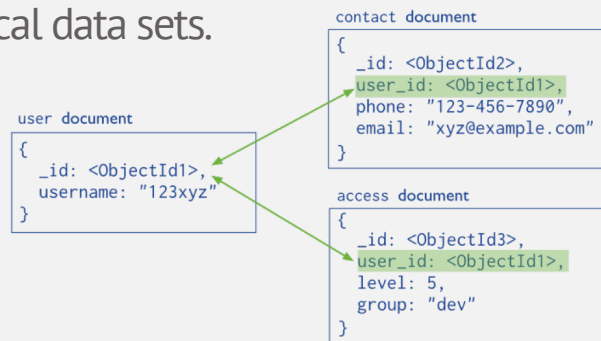 cal data sets.
contact document
{
_id: <ObjectId2>,
user_id: <ObjectId1>,
phone: "123-456-7890",
email: "xyz@example.com"
}
user document
{
_id: <ObjectId1>,
username: "123xyz"
}
access document
{
_id: <ObjectId3>,
user_id: <ObjectId1>,
level: 5,
group: "dev"
}